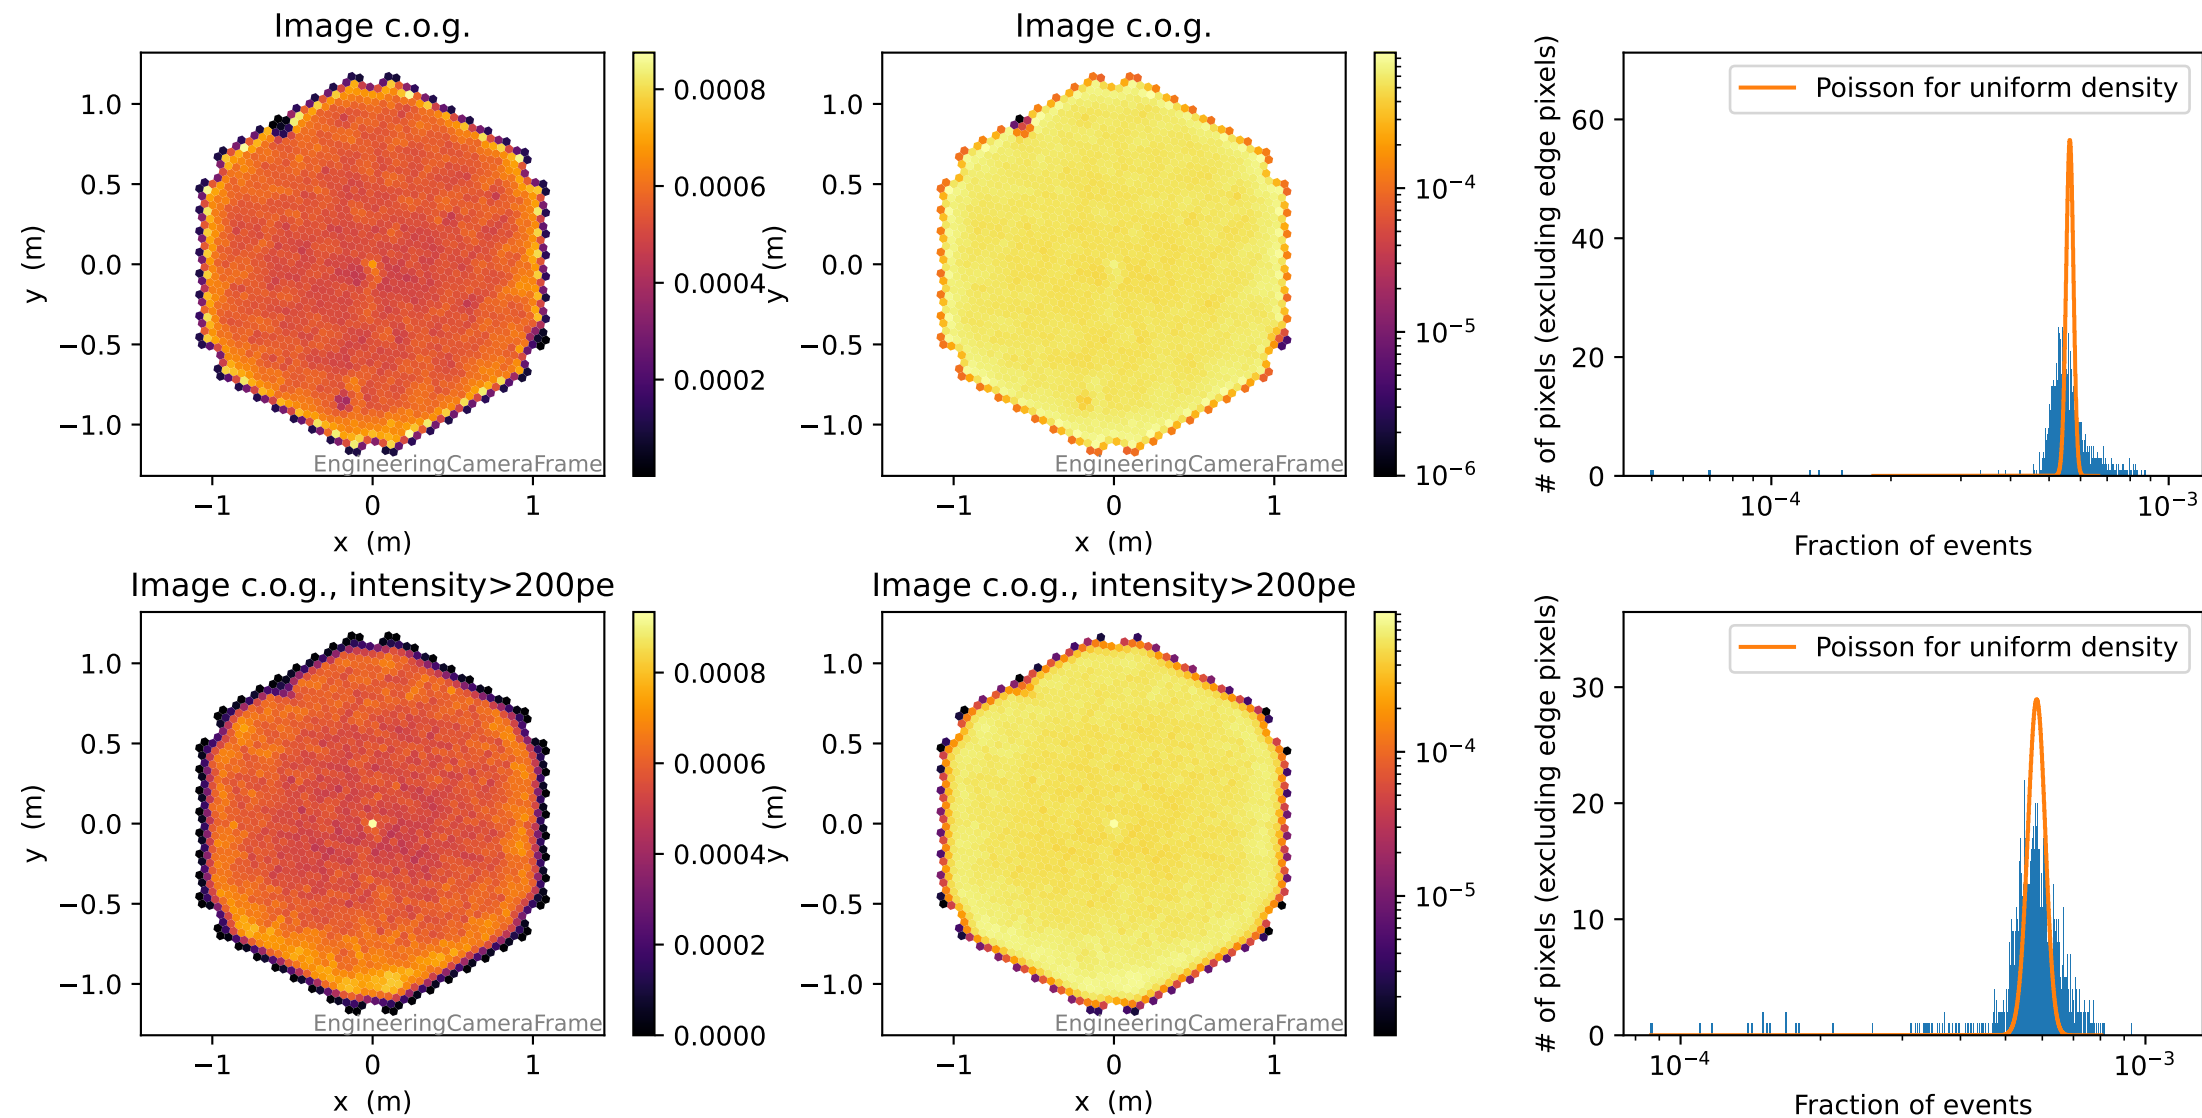 Image c.o.g.
1.0
0.5
0.0
−0.5
−1.0
y (m)
−1
0
1
x (m)
EngineeringCameraFrame
0.0008
0.0006
0.0004
0.0002
Image c.o.g.
1.0
0.5
0.0
−0.5
−1.0
y (m)
−1
0
1
x (m)
EngineeringCameraFrame
10−4
10−5
10−6
Poisson for uniform density
60
40
20
0
# of pixels (excluding edge pixels)
10−4
10−3
Fraction of events
Image c.o.g., intensity>200pe
1.0
0.5
0.0
−0.5
−1.0
y (m)
−1
0
1
x (m)
EngineeringCameraFrame
0.0008
0.0006
0.0004
0.0002
0.0000
Image c.o.g., intensity>200pe
1.0
0.5
0.0
−0.5
−1.0
y (m)
−1
0
1
x (m)
EngineeringCameraFrame
10−4
10−5
Poisson for uniform density
30
20
10
0
# of pixels (excluding edge pixels)
10−4
10−3
Fraction of events